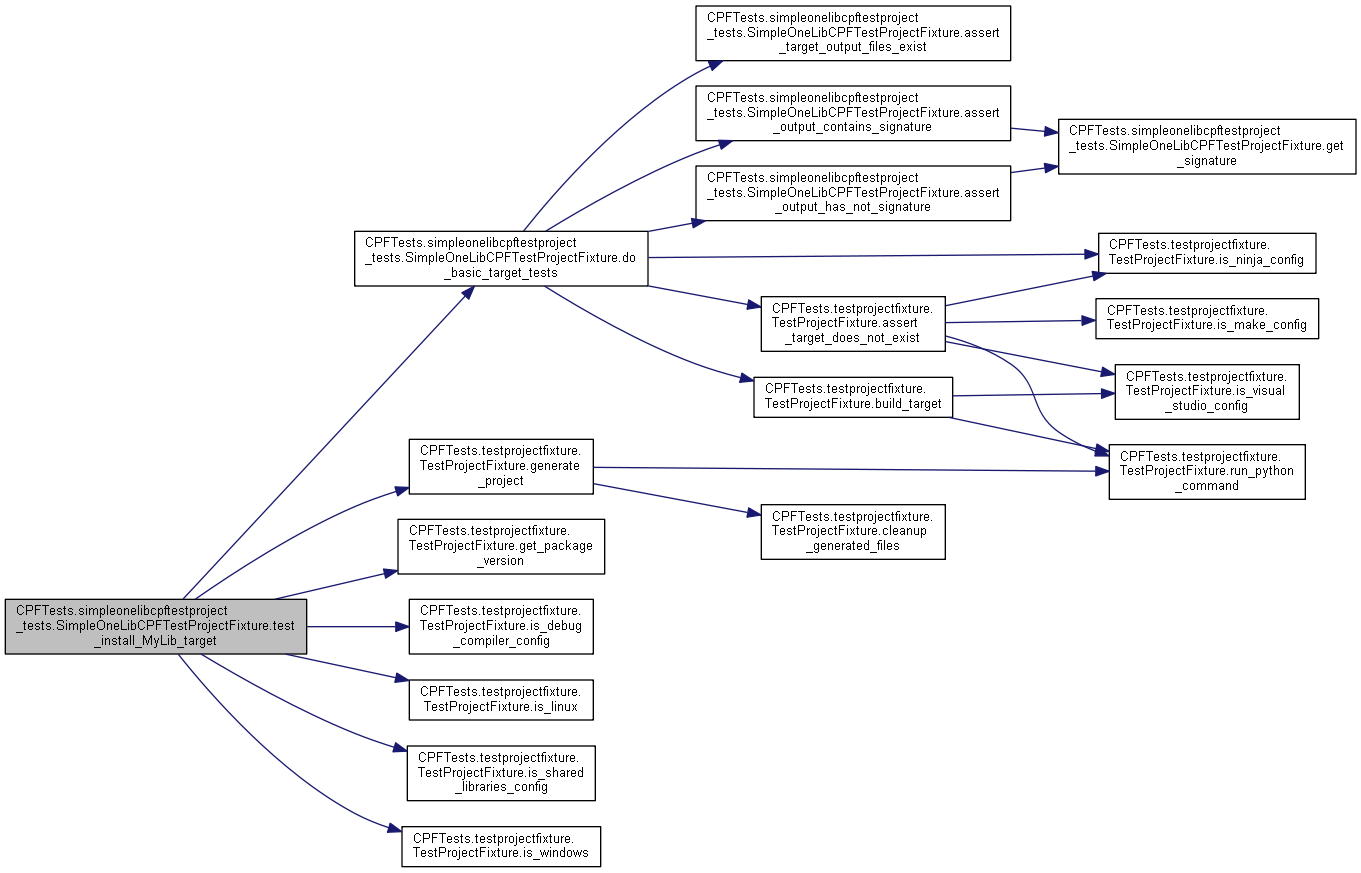 CPFTests.simpleonelibcpftestproject
_tests.SimpleOneLibCPFTestProjectFixture.assert
_target_output_files_exist
CPFTests.simpleonelibcpftestproject
_tests.SimpleOneLibCPFTestProjectFixture.assert
_output_contains_signature
CPFTests.simpleonelibcpftestproject
_tests.SimpleOneLibCPFTestProjectFixture.get
_signature
CPFTests.simpleonelibcpftestproject
_tests.SimpleOneLibCPFTestProjectFixture.assert
_output_has_not_signature
CPFTests.simpleonelibcpftestproject
_tests.SimpleOneLibCPFTestProjectFixture.do
_basic_target_tests
CPFTests.testprojectfixture.
TestProjectFixture.is_ninja_config
CPFTests.testprojectfixture.
TestProjectFixture.assert
_target_does_not_exist
CPFTests.testprojectfixture.
TestProjectFixture.is_make_config
CPFTests.testprojectfixture.
TestProjectFixture.is_visual
_studio_config
CPFTests.testprojectfixture.
TestProjectFixture.build_target
CPFTests.testprojectfixture.
TestProjectFixture.generate
_project
CPFTests.testprojectfixture.
TestProjectFixture.run_python
_command
CPFTests.testprojectfixture.
TestProjectFixture.cleanup
_generated_files
CPFTests.testprojectfixture.
TestProjectFixture.get_package
_version
CPFTests.simpleonelibcpftestproject
_tests.SimpleOneLibCPFTestProjectFixture.test
_install_MyLib_target
CPFTests.testprojectfixture.
TestProjectFixture.is_debug
_compiler_config
CPFTests.testprojectfixture.
TestProjectFixture.is_linux
CPFTests.testprojectfixture.
TestProjectFixture.is_shared
_libraries_config
CPFTests.testprojectfixture.
TestProjectFixture.is_windows